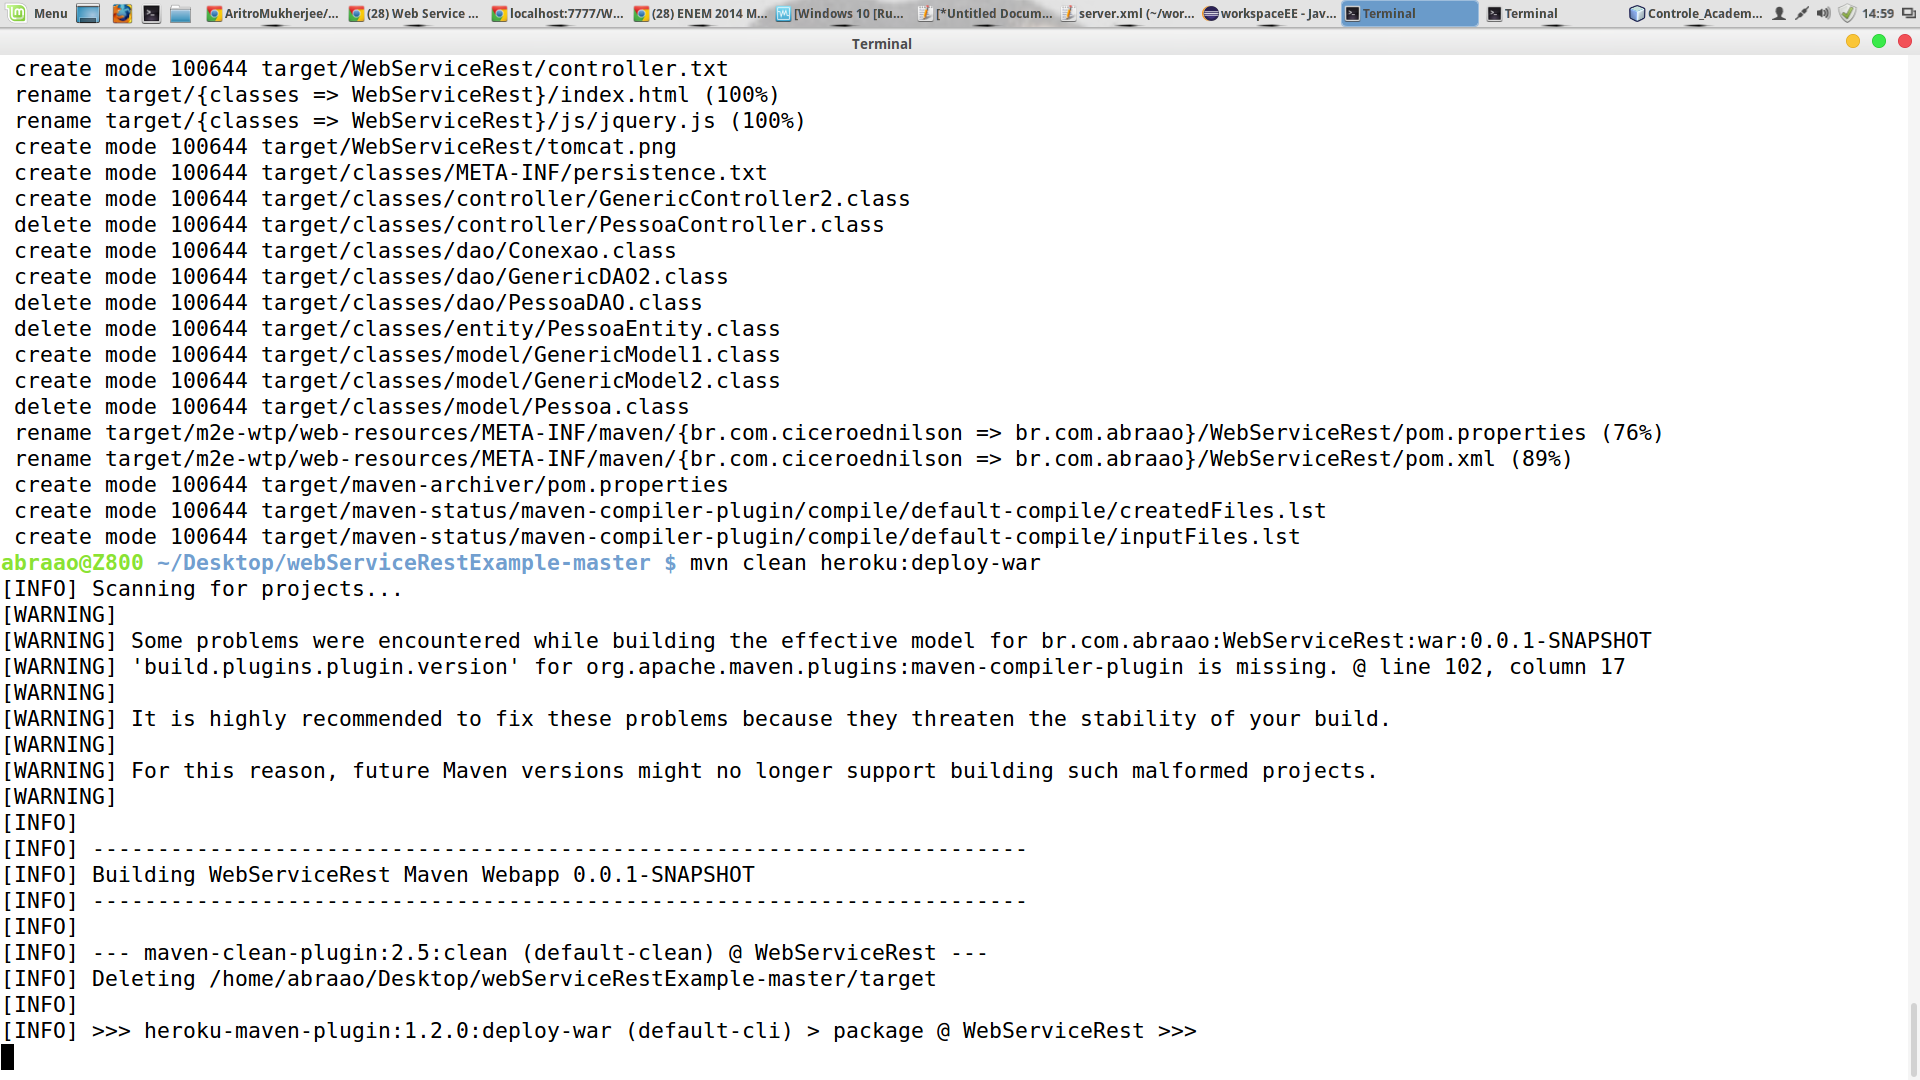 Menu
AritroMukherjee/...
(28) Web Service ...
localhost:7777/W...
(28) ENEM 2014 M...
[Windows 10 [Ru...
[*Untitled Docum...
server.xml (~/wor...
workspaceEE - Jav...
Terminal
Terminal
Controle_Academ...
14:59
Terminal
create mode 100644 target/WebServiceRest/controller.txt
rename target/{classes => WebServiceRest}/index.html (100%)
rename target/{classes => WebServiceRest}/js/jquery.js (100%)
create mode 100644 target/WebServiceRest/tomcat.png
create mode 100644 target/classes/META-INF/persistence.txt
create mode 100644 target/classes/controller/GenericController2.class
delete mode 100644 target/classes/controller/PessoaController.class
create mode 100644 target/classes/dao/Conexao.class
create mode 100644 target/classes/dao/GenericDAO2.class
delete mode 100644 target/classes/dao/PessoaDAO.class
delete mode 100644 target/classes/entity/PessoaEntity.class
create mode 100644 target/classes/model/GenericModel1.class
create mode 100644 target/classes/model/GenericModel2.class
delete mode 100644 target/classes/model/Pessoa.class
rename target/m2e-wtp/web-resources/META-INF/maven/{br.com.ciceroednilson => br.com.abraao}/WebServiceRest/pom.properties (76%)
rename target/m2e-wtp/web-resources/META-INF/maven/{br.com.ciceroednilson => br.com.abraao}/WebServiceRest/pom.xml (89%)
create mode 100644 target/maven-archiver/pom.properties
create mode 100644 target/maven-status/maven-compiler-plugin/compile/default-compile/createdFiles.lst
create mode 100644 target/maven-status/maven-compiler-plugin/compile/default-compile/inputFiles.lst
abraao@Z800 ~/Desktop/webServiceRestExample-master $ mvn clean heroku:deploy-war
[INFO] Scanning for projects...
[WARNING]
[WARNING] Some problems were encountered while building the effective model for br.com.abraao:WebServiceRest:war:0.0.1-SNAPSHOT
[WARNING] 'build.plugins.plugin.version' for org.apache.maven.plugins:maven-compiler-plugin is missing. @ line 102, column 17
[WARNING]
[WARNING] It is highly recommended to fix these problems because they threaten the stability of your build.
[WARNING]
[WARNING] For this reason, future Maven versions might no longer support building such malformed projects.
[WARNING]
[INFO]
[INFO] ------------------------------------------------------------------------
[INFO] Building WebServiceRest Maven Webapp 0.0.1-SNAPSHOT
[INFO] ------------------------------------------------------------------------
[INFO]
[INFO] --- maven-clean-plugin:2.5:clean (default-clean) @ WebServiceRest ---
[INFO] Deleting /home/abraao/Desktop/webServiceRestExample-master/target
[INFO]
[INFO] >>> heroku-maven-plugin:1.2.0:deploy-war (default-cli) > package @ WebServiceRest >>>